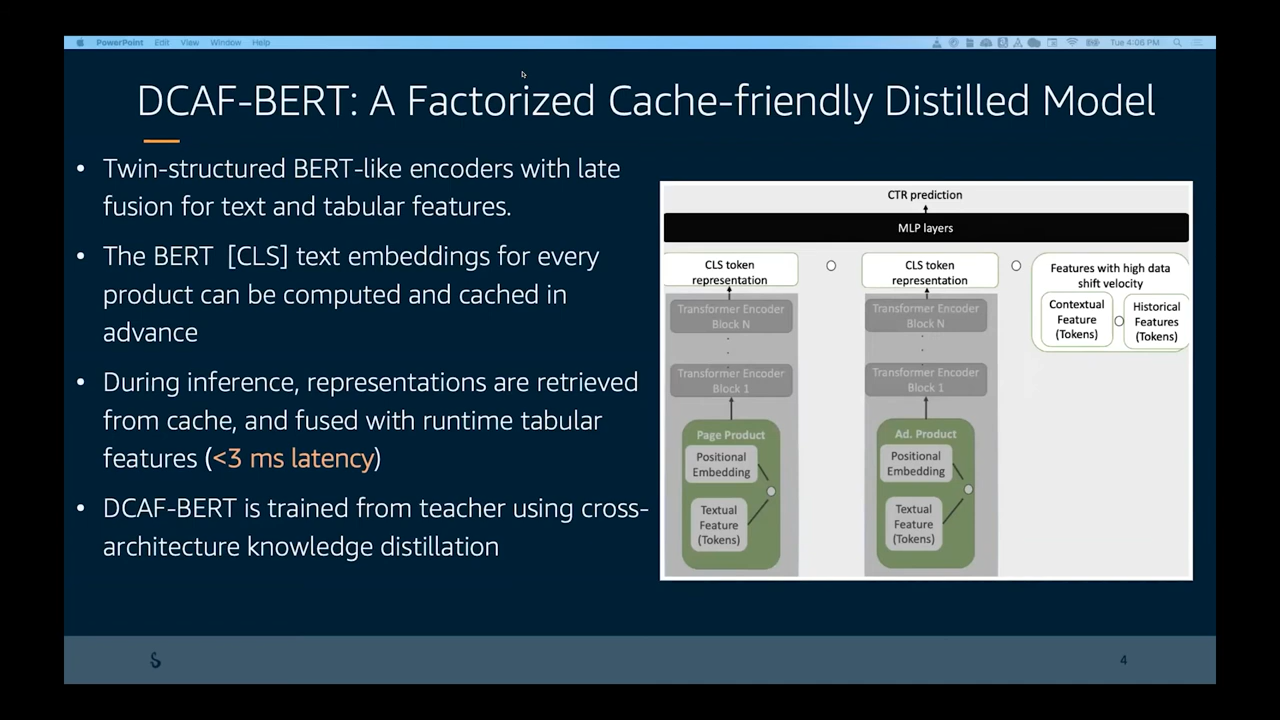 PowerPoint Edit View Window Help Tue 4:06 PM
DCAF-BERT: A Factorized Cache-friendly Distilled Model
• Twin-structured BERT-like encoders with late
fusion for text and tabular features.
• The BERT [CLS] text embeddings for every
product can be computed and cached in
advance
• During inference, representations are retrieved
from cache, and fused with runtime tabular
features (<3 ms latency)
• DCAF-BERT is trained from teacher using cross-
architecture knowledge distillation
CTR prediction
MLP layers
CLS token
representation
Transformer Encoder
Block N
Transformer Encoder
Block 1
Page Product
Positional
Embedding
Textual
Feature
(Tokens)
CLS token
representation
Transformer Encoder
Block N
Transformer Encoder
Block 1
Ad. Product
Positional
Embedding
Textual
Feature
(Tokens)
Features with high data
shift velocity
Contextual
Feature
(Tokens)
Historical
Features
(Tokens)
4